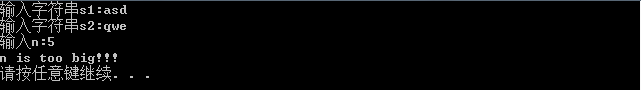 输入字符串s1:asd
输入字符串s2:qwe
输入n:5
n is too big!!!
请按任意键继续. . .